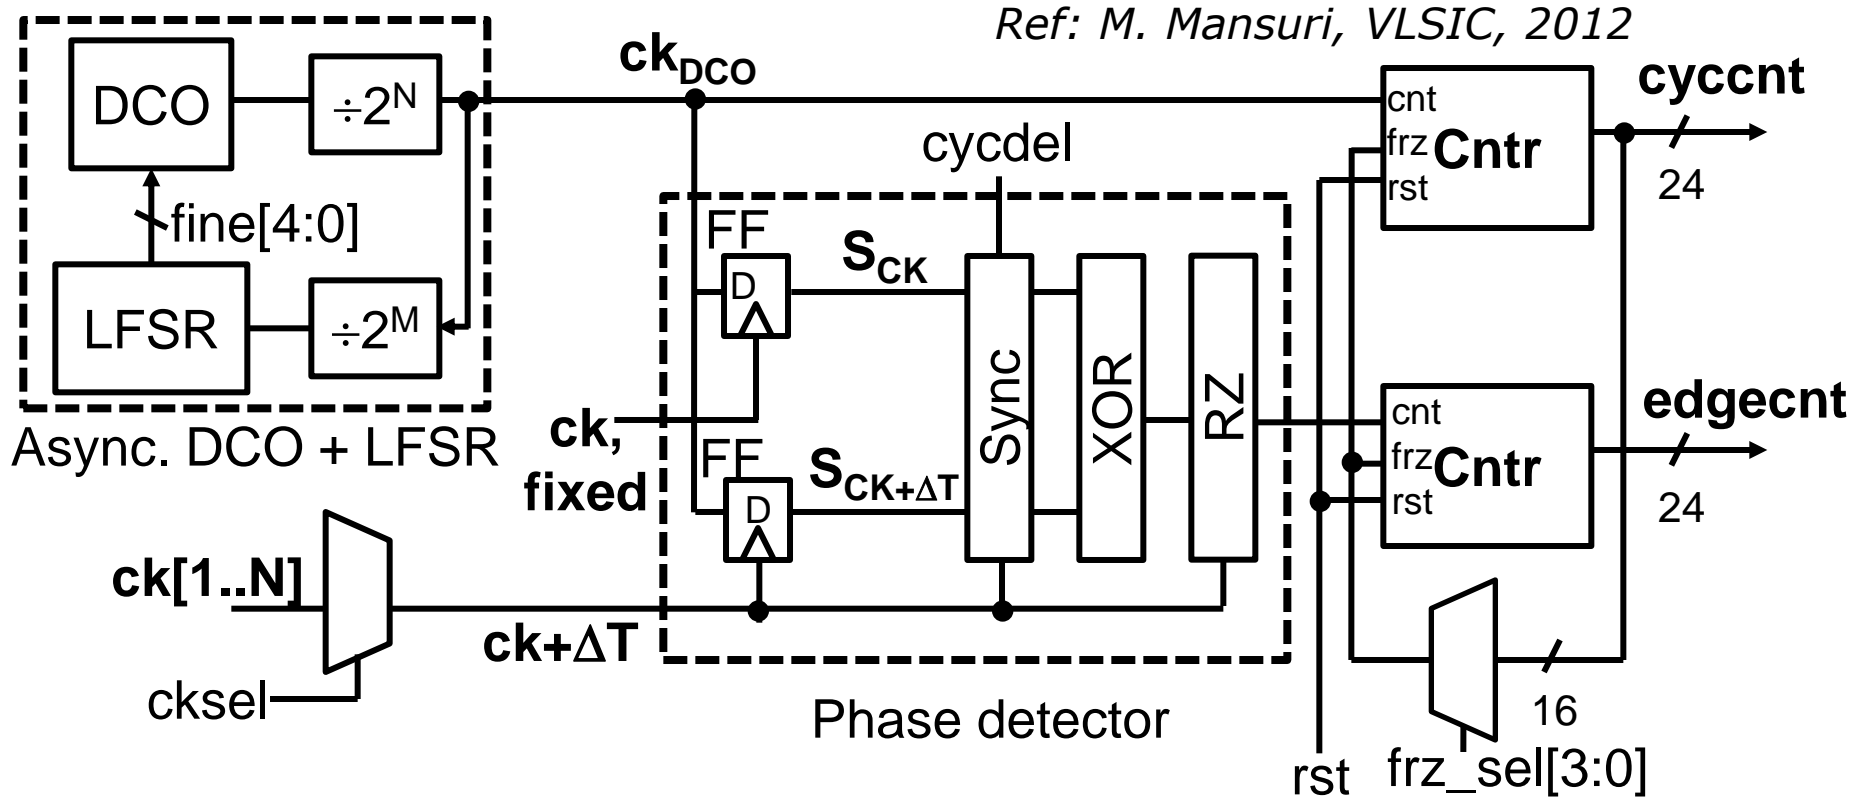 Ref: M. Mansuri, VLSIC, 2012
DCO
÷2^N
ck_DCO
cyccnt
cnt
frz
Cntr
rst
24
cycdel
fine[4:0]
LFSR
÷2^M
Async. DCO + LFSR
FF
D
S_CK
Sync
XOR
RZ
ck,
fixed
FF
D
S_CK+ΔT
edgecnt
cnt
frz
Cntr
rst
24
ck[1..N]
ck+ΔT
cksel
Phase detector
16
rst
frz_sel[3:0]